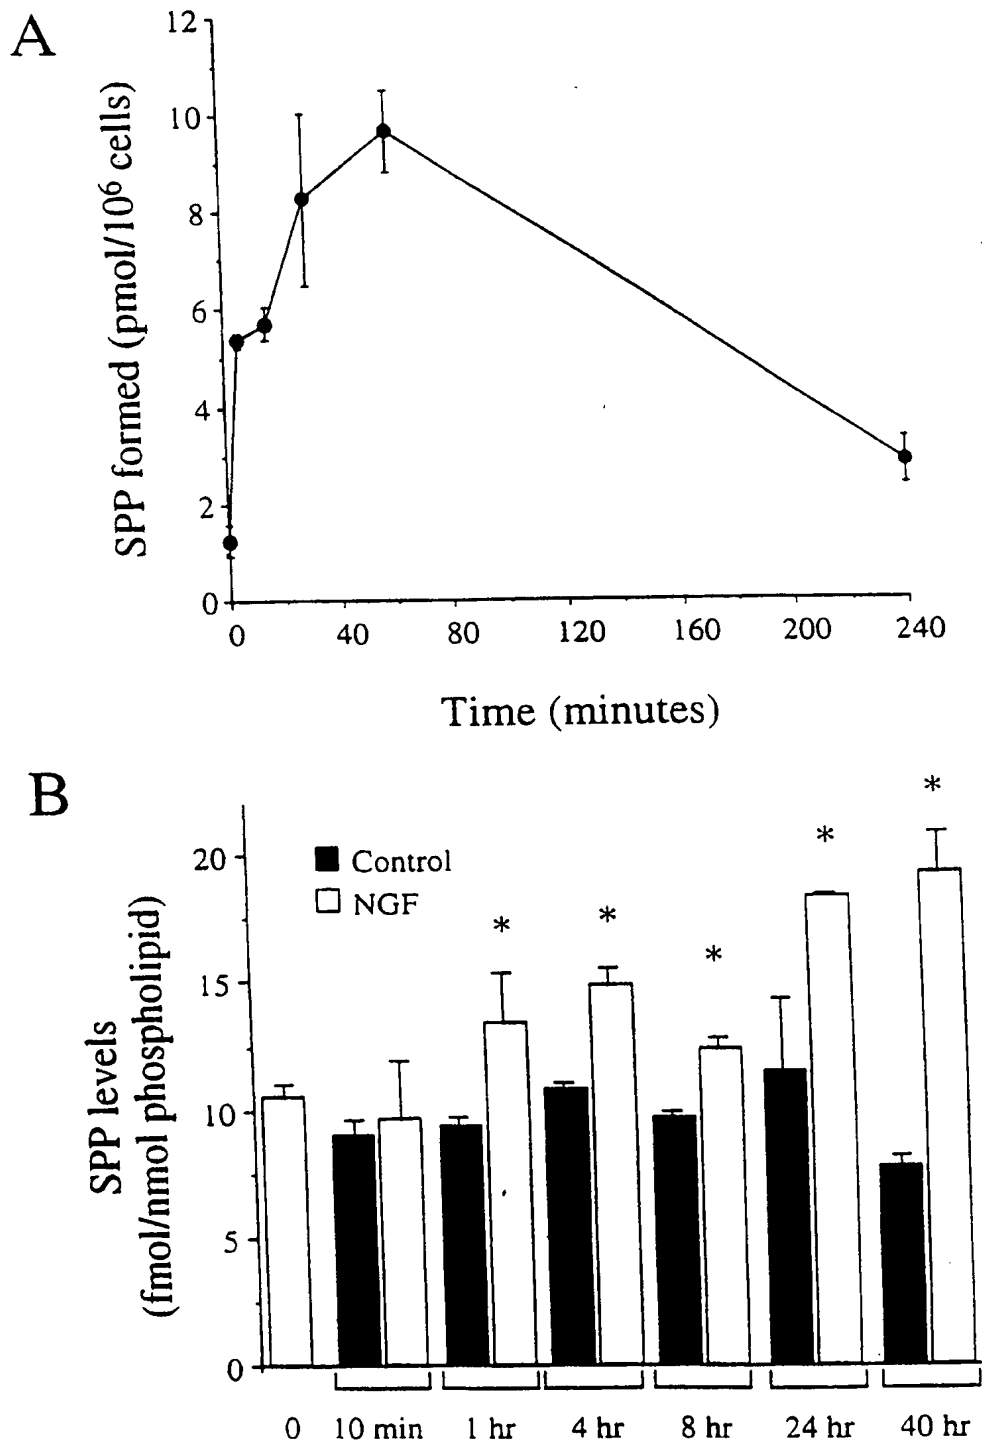 A
SPP formed (pmol/10⁶ cells)
12
10
8
6
4
2
0
0 40 80 120 160 200 240
Time (minutes)
B
SPP levels
(fmol/nmol phospholipid)
20
15
10
5
0
Control
NGF
* * * * *
0 10 min 1 hr 4 hr 8 hr 24 hr 40 hr